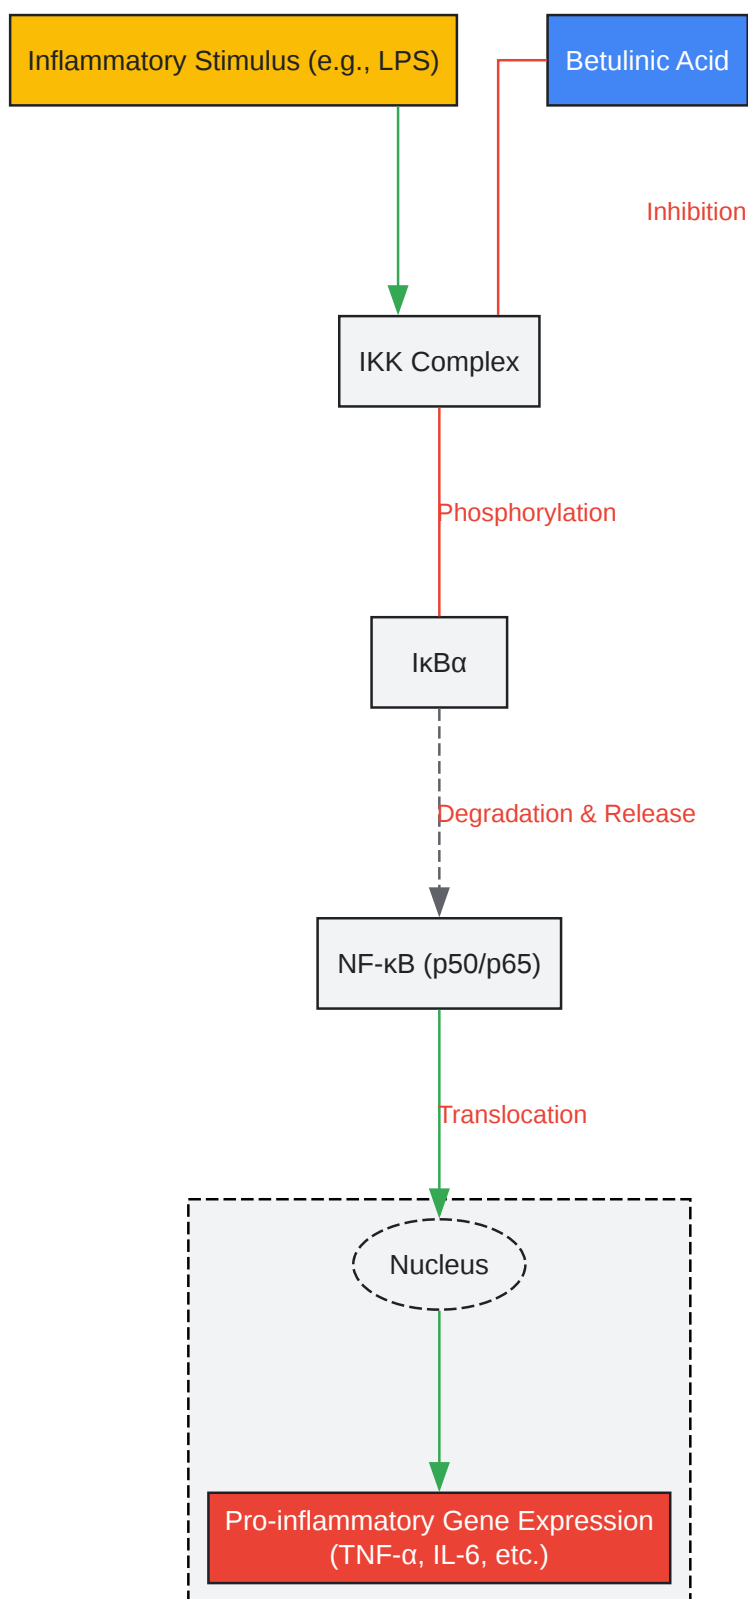 Inflammatory Stimulus (e.g., LPS)
Betulinic Acid
Inhibition
IKK Complex
Phosphorylation
IκBα
Degradation & Release
NF-κB (p50/p65)
Translocation
Nucleus
Pro-inflammatory Gene Expression
(TNF-α, IL-6, etc.)